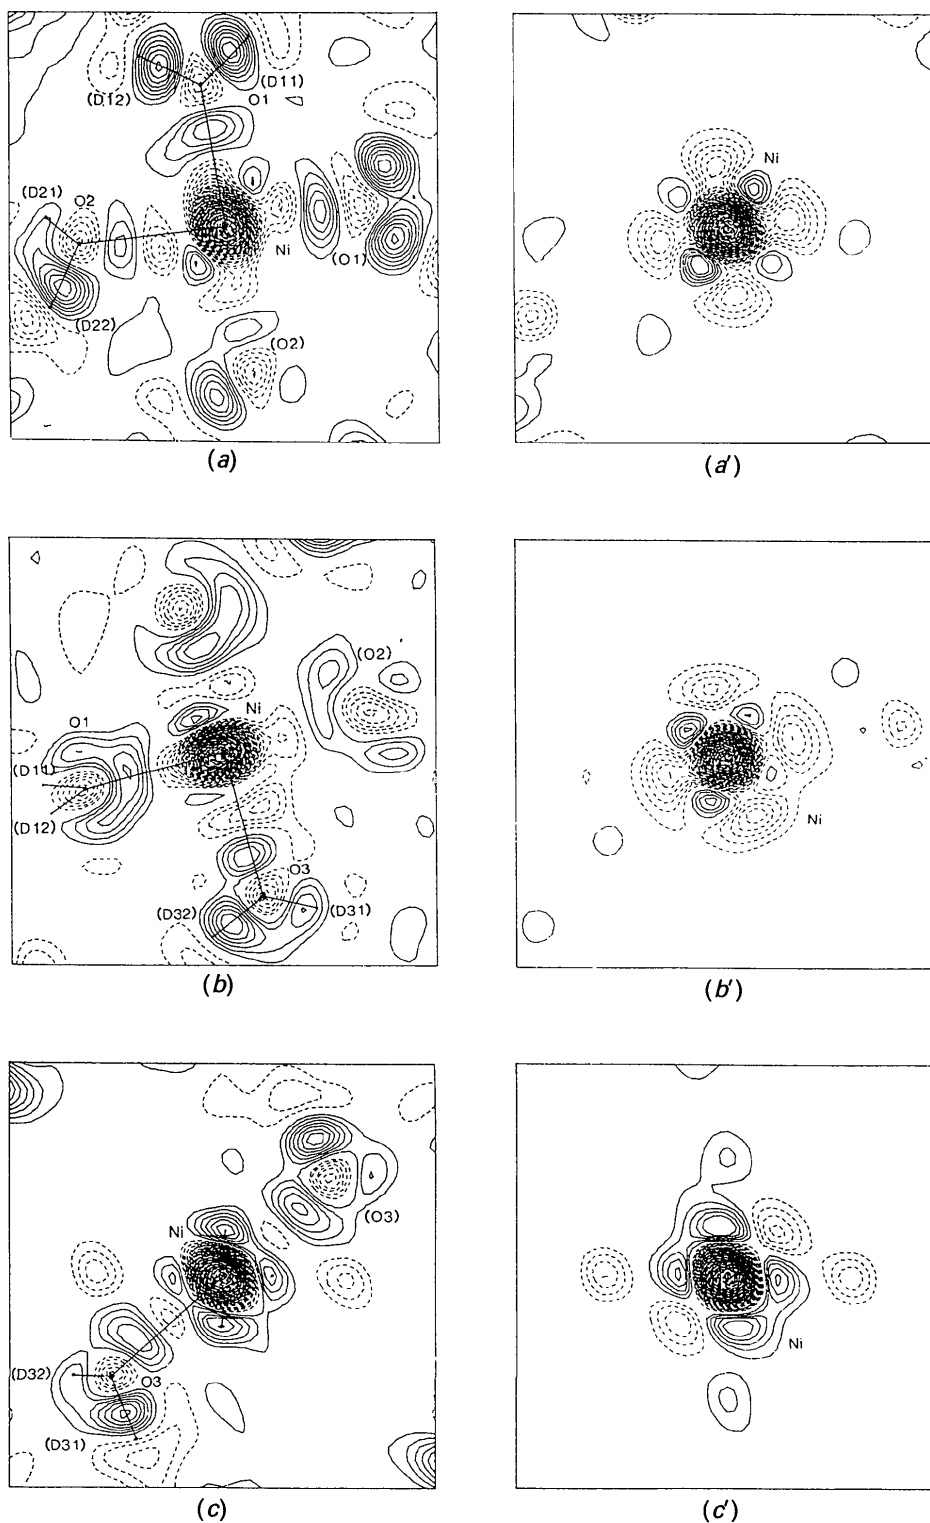 (D12)
(D11)
O1
(D21)
O2
Ni
(O1)
(D22)
(O2)
(a)
Ni
(a′)
(O2)
Ni
O1
(D11)
(D12)
O3
(D32)
(D31)
(b)
Ni
(b′)
Ni
(O3)
(D32)
O3
(D31)
(c)
Ni
(c′)